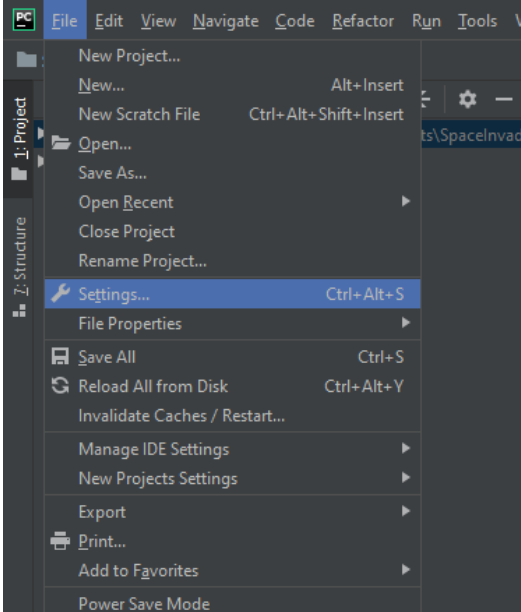 PC File Edit View Navigate Code Refactor Run Tools
New Project...
New... Alt+Insert
New Scratch File Ctrl+Alt+Shift+Insert
ts\SpaceInvad
Open...
Save As...
Open Recent
Close Project
Rename Project...
Settings... Ctrl+Alt+S
File Properties
Save All Ctrl+S
Reload All from Disk Ctrl+Alt+Y
Invalidate Caches / Restart...
Manage IDE Settings
New Projects Settings
Export
Print...
Add to Favorites
Power Save Mode
1: Project
7: Structure